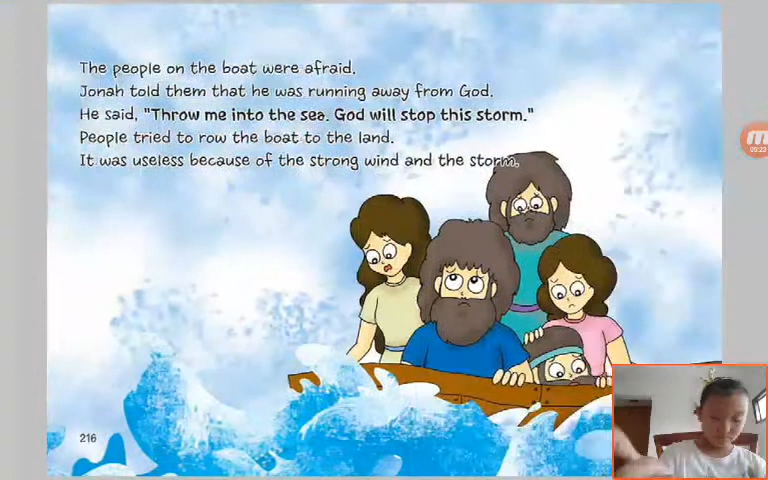 The people on the boat were afraid.
Jonah told them that he was running away from God.
He said, "Throw me into the sea. God will stop this storm."
People tried to row the boat to the land.
It was useless because of the strong wind and the storm.
216
05:23